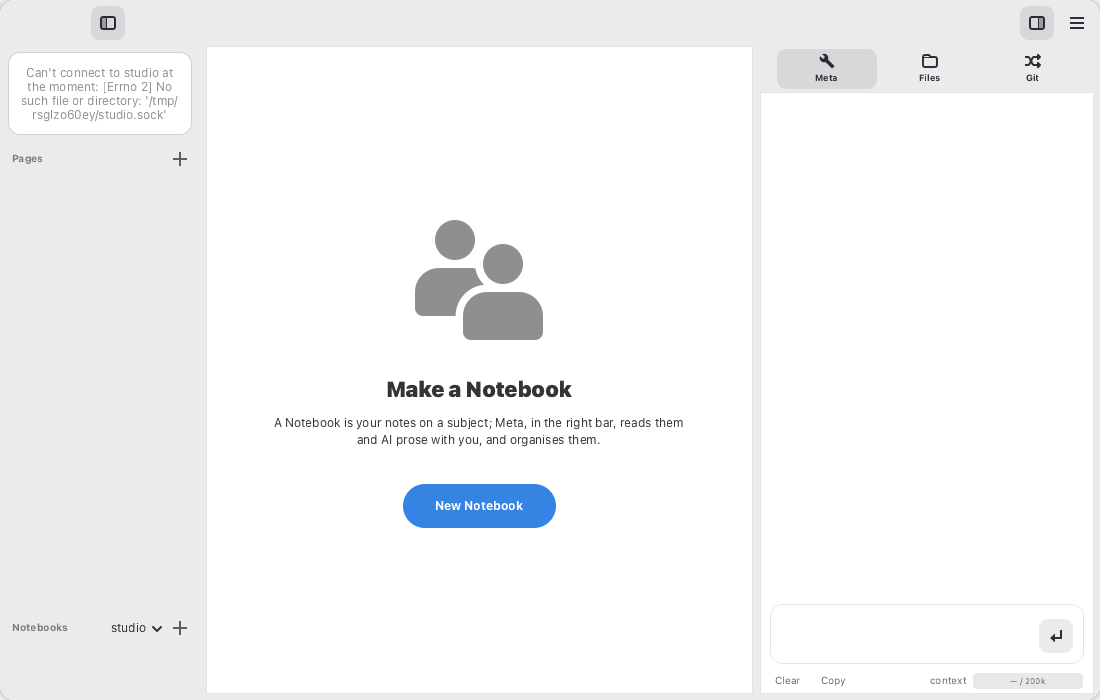 Can't connect to studio at
the moment: [Errno 2] No
such file or directory: '/tmp/
rsglzo60ey/studio.sock'
Pages
Notebooks
studio
Make a Notebook
A Notebook is your notes on a subject; Meta, in the right bar, reads them
and AI prose with you, and organises them.
New Notebook
Meta
Files
Git
Clear
Copy
context
— / 200k